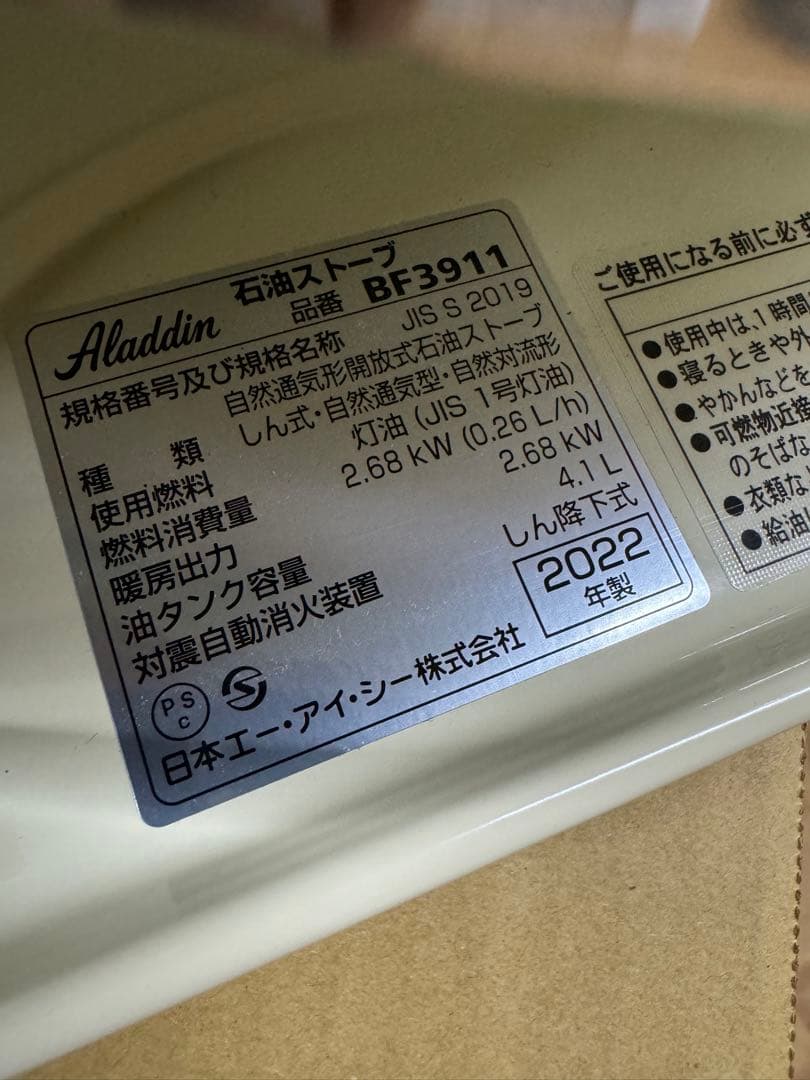 Aladdin 石油ストーブ
品番 BF3911
規格番号及び規格名称 JIS S 2019
自然通気形開放式石油ストーブ
種類 しん式・自然通気型・自然対流形
使用燃料 灯油 (JIS 1号灯油)
燃料消費量 2.68 kW (0.26 L/h)
暖房出力 2.68 kW
油タンク容量 4.1 L
対震自動消火装置 しん降下式
PS
C
2022
年製
日本エー・アイ・シー株式会社
ご使用になる前に必ず
●使用中は、1時間
●寝るときや外
●やかんなどを
●可燃物近接
のそばな
●衣類な
●給油